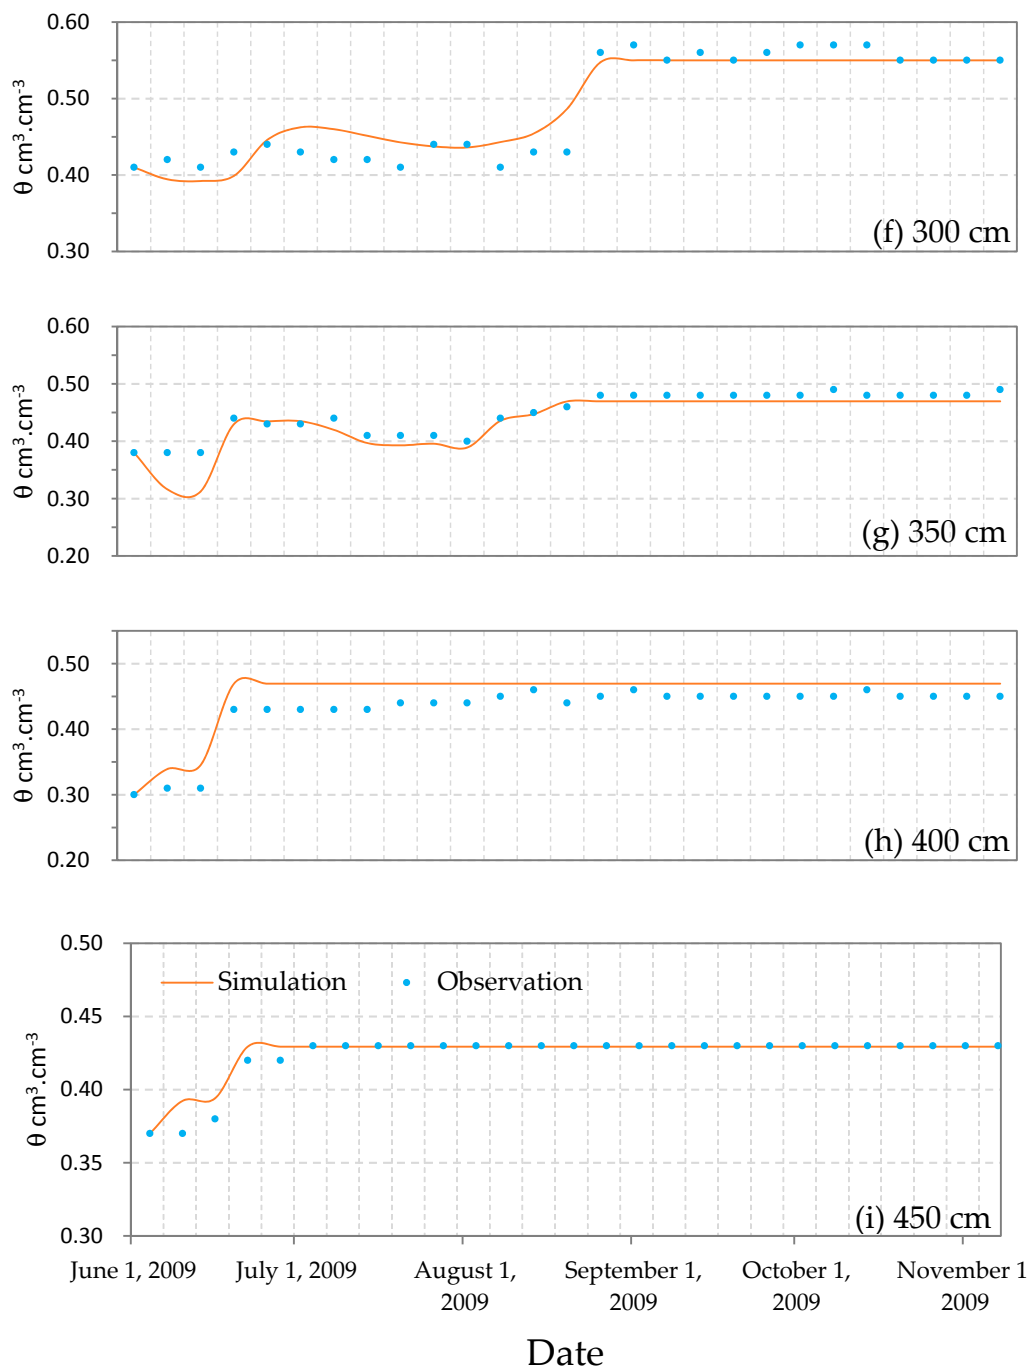 0.60
0.50
0.40
0.30
θ cm³.cm⁻³
(f) 300 cm
0.60
0.50
0.40
0.30
0.20
θ cm³.cm⁻³
(g) 350 cm
0.50
0.40
0.30
0.20
θ cm³.cm⁻³
(h) 400 cm
0.50
0.45
0.40
0.35
0.30
θ cm³.cm⁻³
Simulation Observation
(i) 450 cm
June 1, 2009 July 1, 2009 August 1, September 1, October 1, November 1
2009 2009 2009 2009
Date